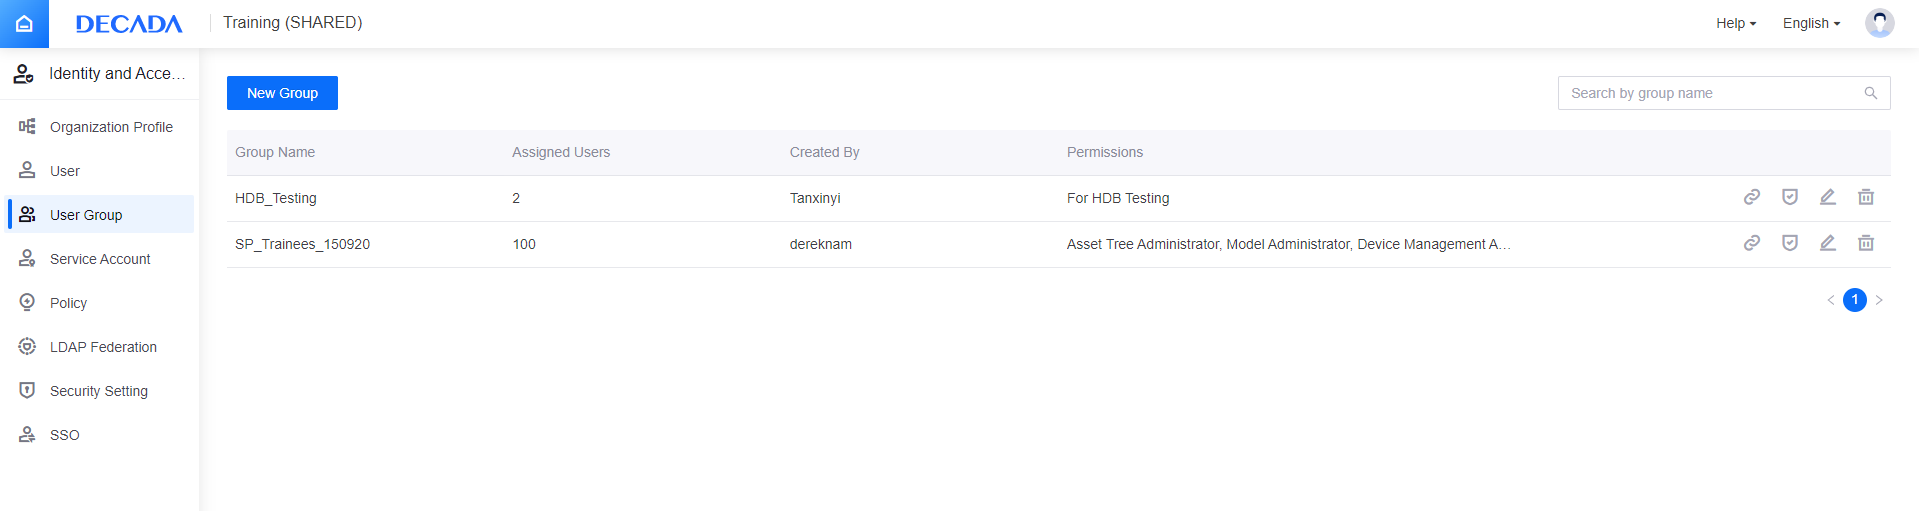 DECADA Training (SHARED) Help English
Identity and Acce...
Organization Profile
User
User Group
Service Account
Policy
LDAP Federation
Security Setting
SSO
New Group Search by group name
Group Name Assigned Users Created By Permissions
HDB_Testing 2 Tanxinyi For HDB Testing
SP_Trainees_150920 100 dereknam Asset Tree Administrator, Model Administrator, Device Management A...
< 1 >